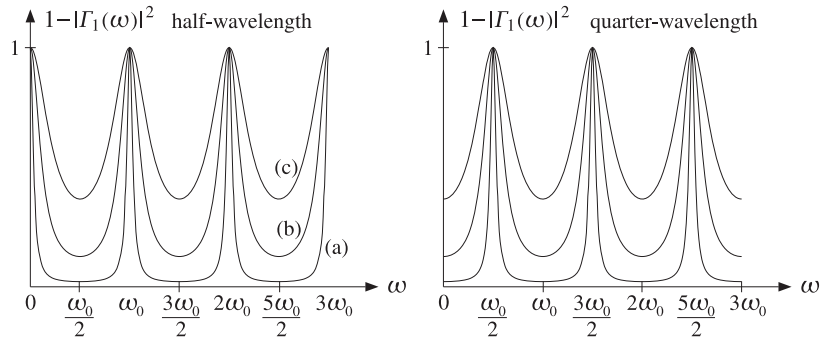 1−|Γ₁(ω)|² half-wavelength
1
(c)
(b)
(a)
ω
0 ω₀/2 ω₀ 3ω₀/2 2ω₀ 5ω₀/2 3ω₀
1−|Γ₁(ω)|² quarter-wavelength
1
ω
0 ω₀/2 ω₀ 3ω₀/2 2ω₀ 5ω₀/2 3ω₀